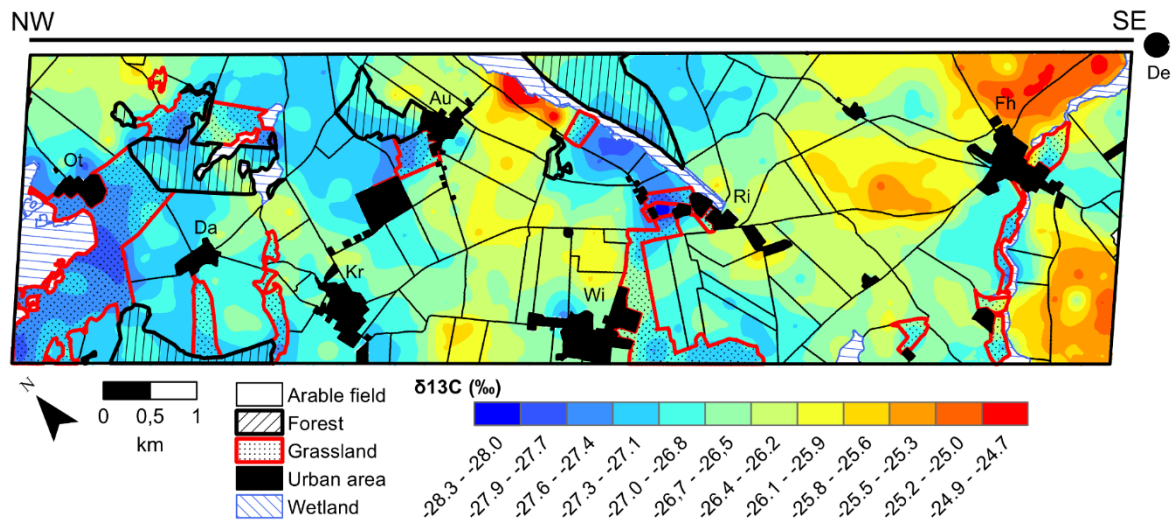 NW
SE
De
Au
Fh
Ot
Ri
Da
Kr
Wi
N
0 0,5 1
km
Arable field
Forest
Grassland
Urban area
Wetland
δ13C (‰)
-28.3 - -28.0
-27.9 - -27.7
-27.6 - -27.4
-27.3 - -27.1
-27.0 - -26.8
-26,7 - -26,5
-26.4 - -26.2
-26.1 - -25.9
-25.8 - -25.6
-25.5 - -25.3
-25.2 - -25.0
-24.9 - -24.7